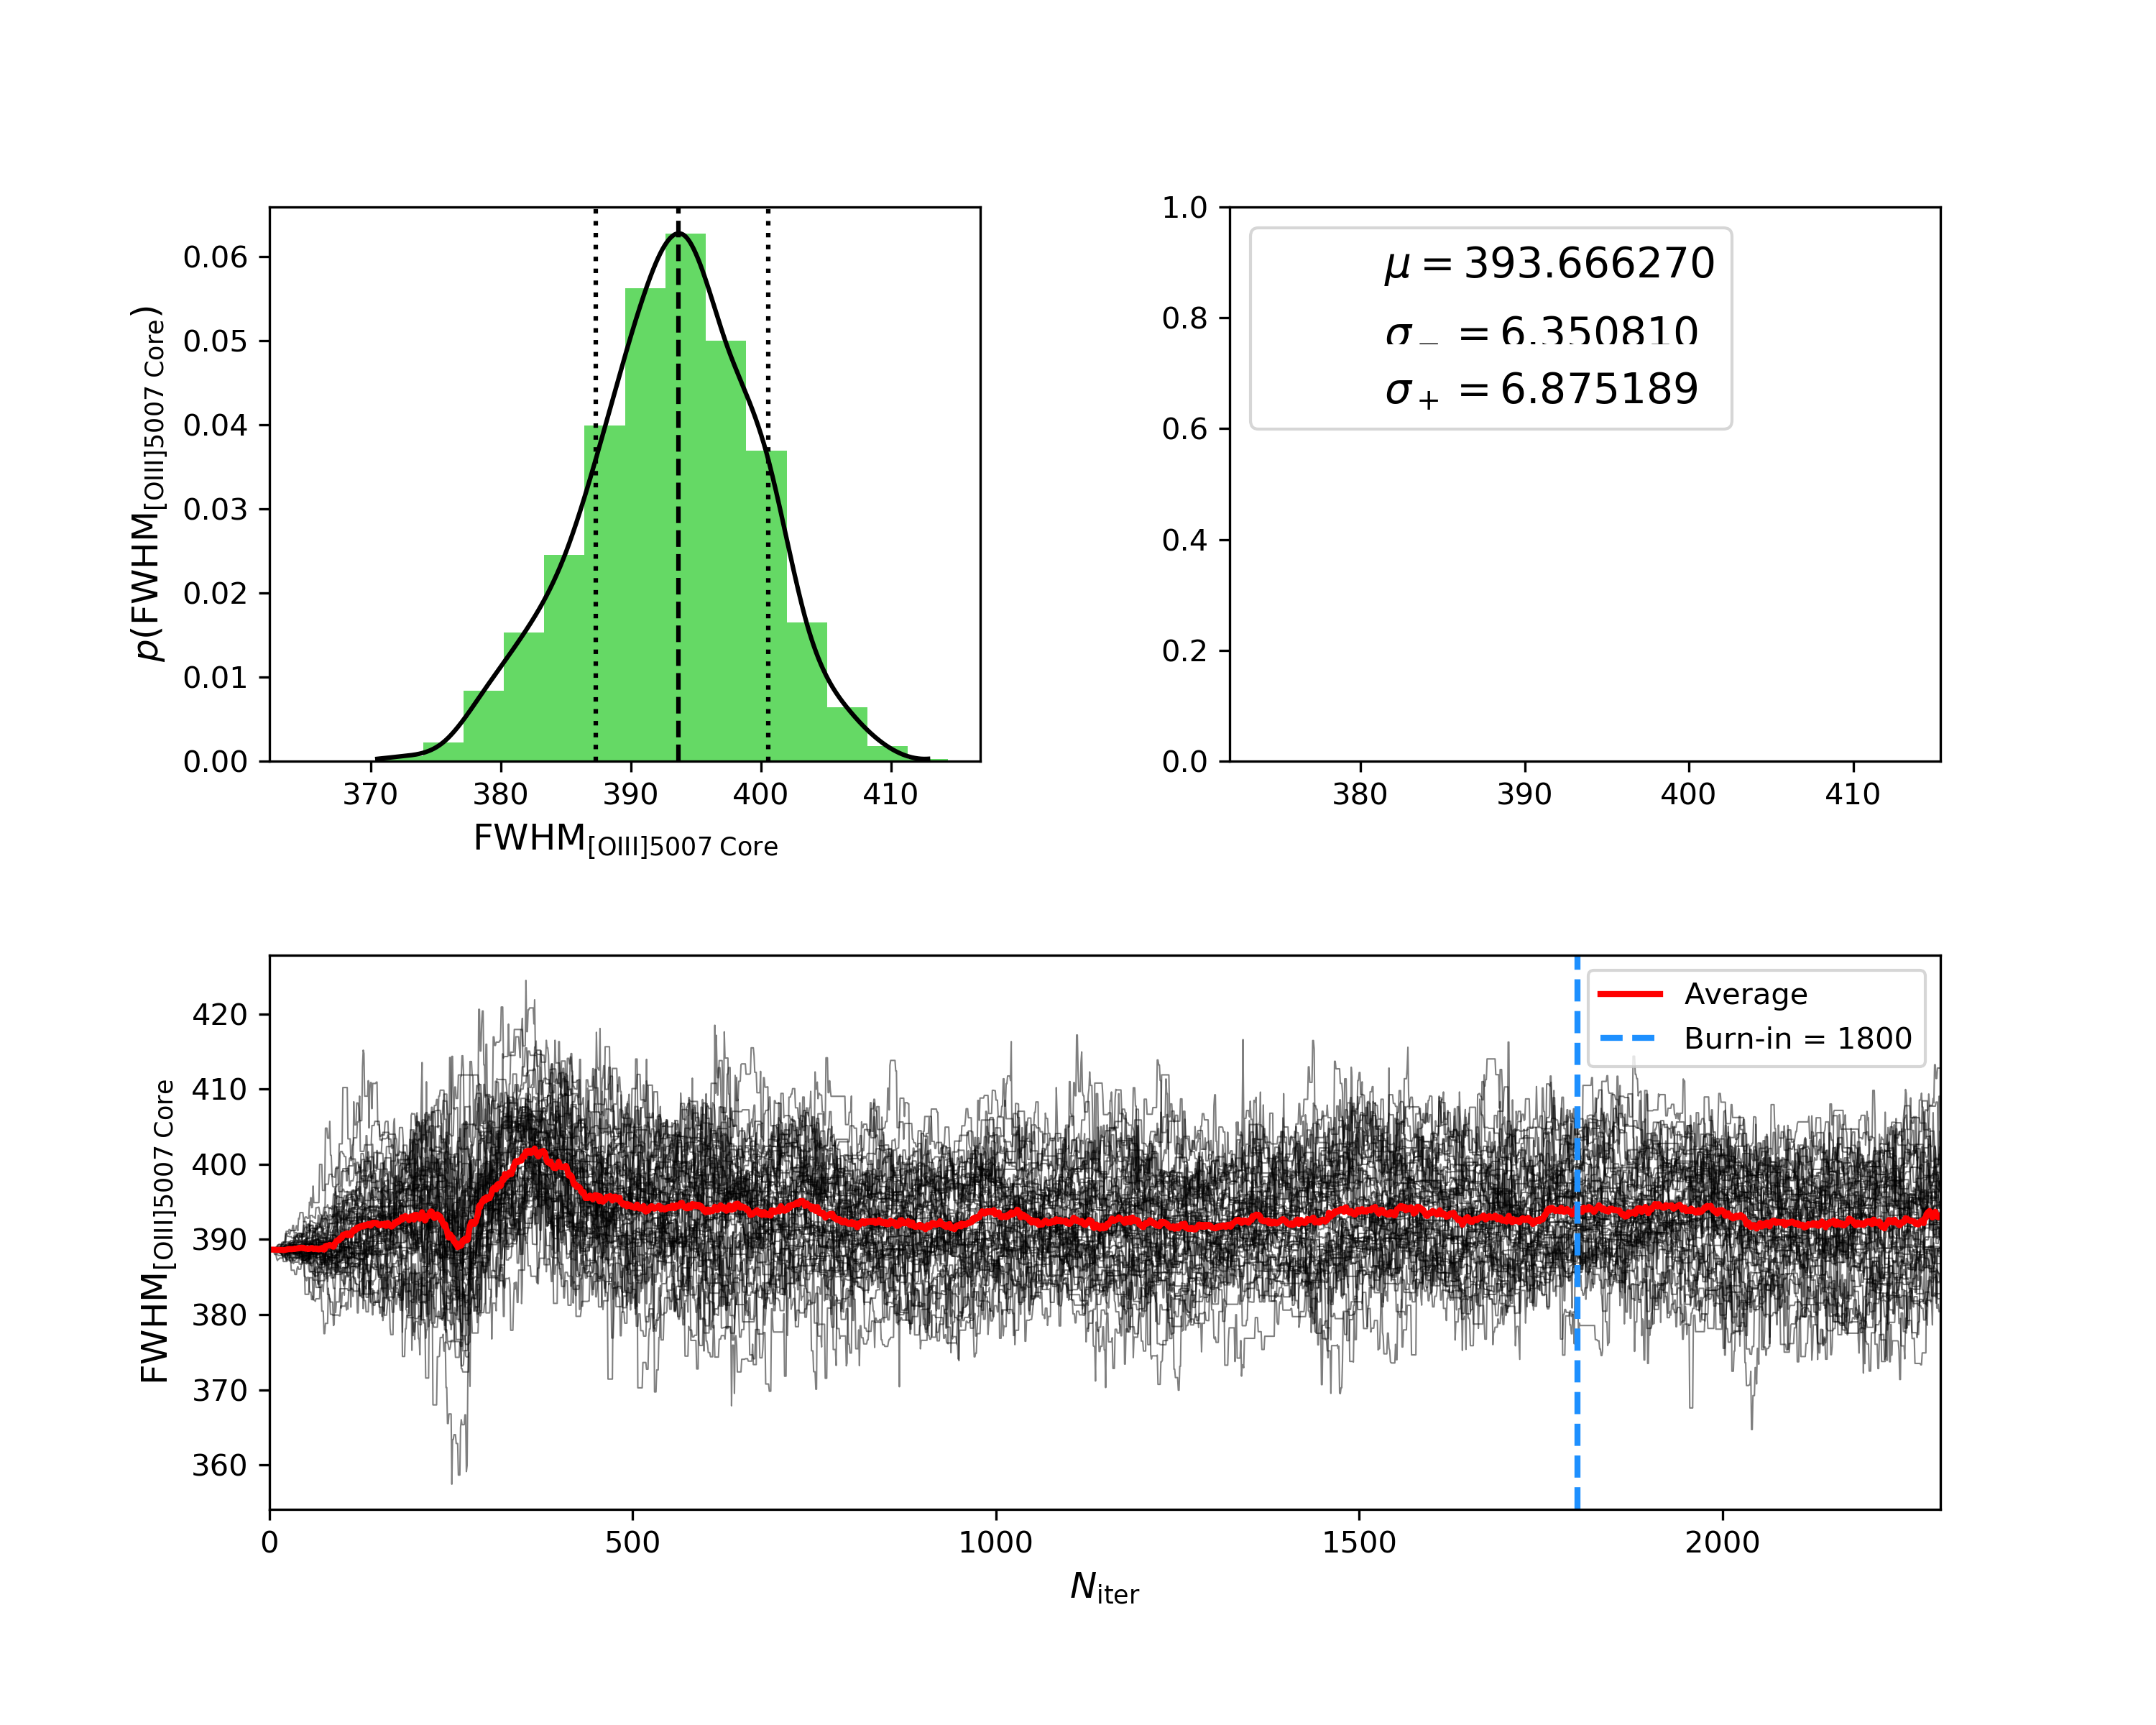 0.06
0.05
0.04
0.03
0.02
0.01
0.00
p(FWHM[OIII]5007 Core)
370 380 390 400 410
FWHM[OIII]5007 Core
1.0
0.8
0.6
0.4
0.2
0.0
μ = 393.666270
σ− = 6.350810
σ+ = 6.875189
380 390 400 410
420
410
400
390
380
370
360
FWHM[OIII]5007 Core
Average
Burn-in = 1800
0 500 1000 1500 2000
Niter